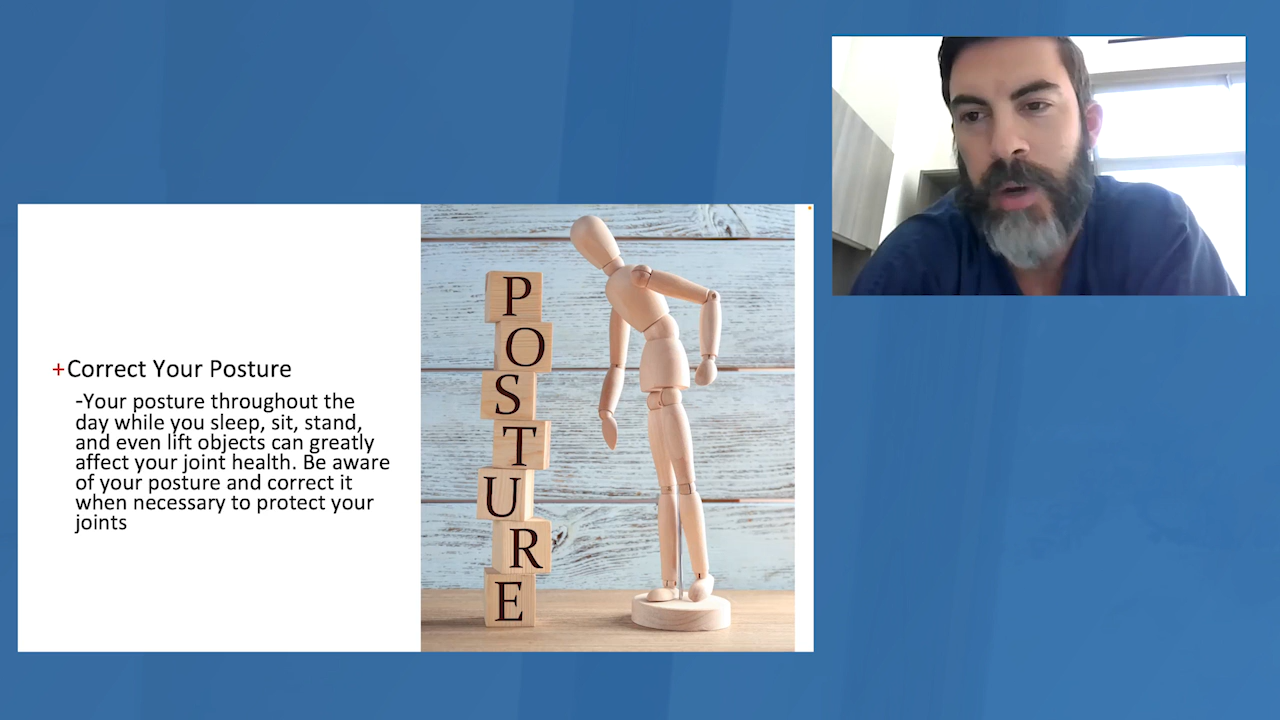 +Correct Your Posture
-Your posture throughout the
day while you sleep, sit, stand,
and even lift objects can greatly
affect your joint health. Be aware
of your posture and correct it
when necessary to protect your
joints
P
O
S
T
U
R
E